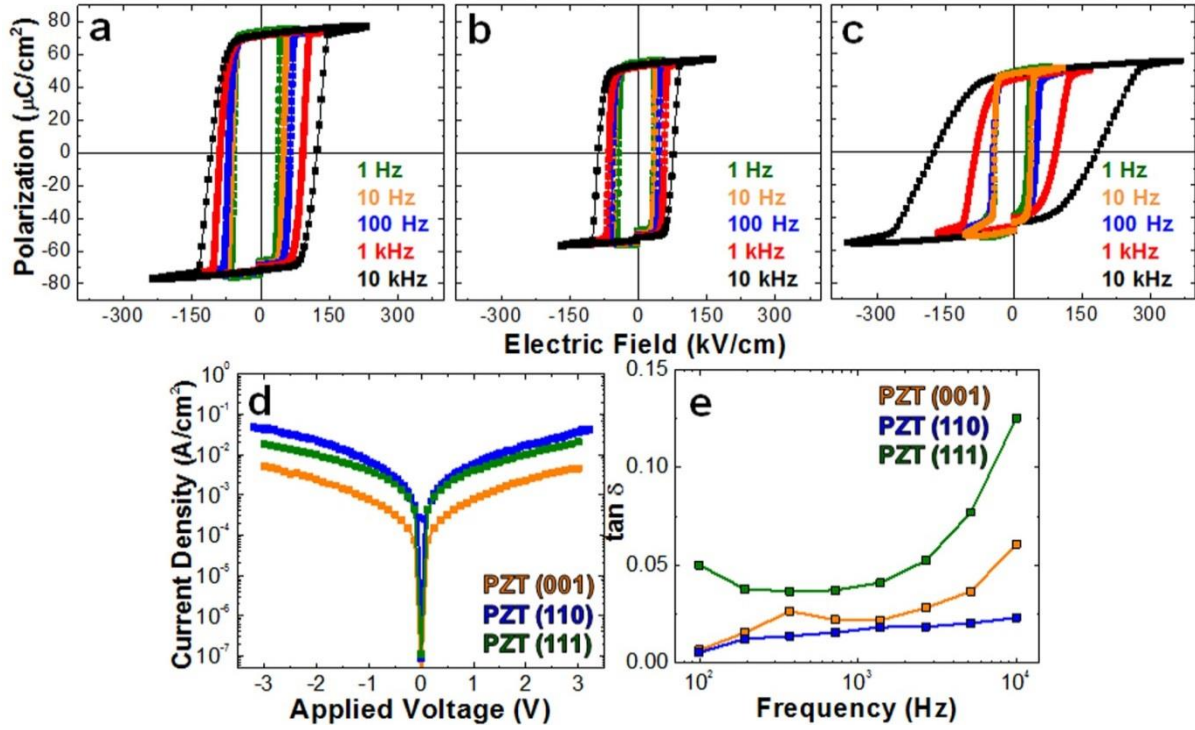 a
b
c
80
60
40
20
0
-20
-40
-60
-80
Polarization (μC/cm²)
1 Hz
10 Hz
100 Hz
1 kHz
10 kHz
1 Hz
10 Hz
100 Hz
1 kHz
10 kHz
1 Hz
10 Hz
100 Hz
1 kHz
10 kHz
-300 -150 0 150 300
-300 -150 0 150 300
-300 -150 0 150 300
Electric Field (kV/cm)
d
10⁰
10⁻¹
10⁻²
10⁻³
10⁻⁴
10⁻⁵
10⁻⁶
10⁻⁷
Current Density (A/cm²)
PZT (001)
PZT (110)
PZT (111)
-3 -2 -1 0 1 2 3
Applied Voltage (V)
e
0.15
0.10
0.05
0.00
tan δ
PZT (001)
PZT (110)
PZT (111)
10² 10³ 10⁴
Frequency (Hz)